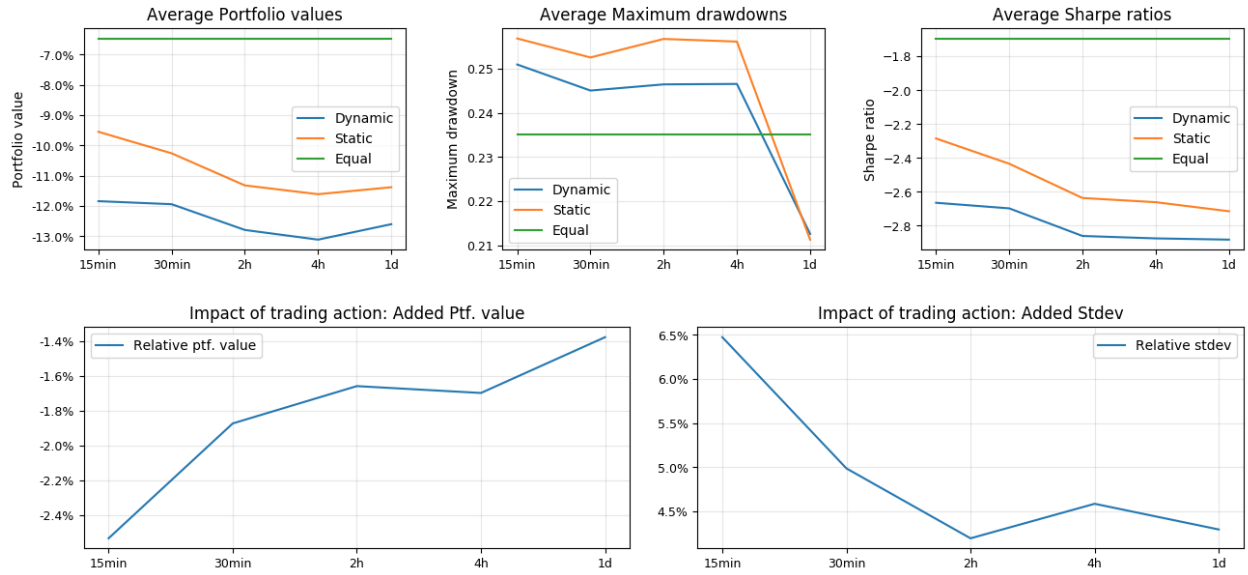 Average Portfolio values
Portfolio value
-7.0%
-8.0%
-9.0%
-10.0%
-11.0%
-12.0%
-13.0%
Dynamic
Static
Equal
15min 30min 2h 4h 1d
Average Maximum drawdowns
Maximum drawdown
0.25
0.24
0.23
0.22
0.21
Dynamic
Static
Equal
15min 30min 2h 4h 1d
Average Sharpe ratios
Sharpe ratio
−1.8
−2.0
−2.2
−2.4
−2.6
−2.8
Dynamic
Static
Equal
15min 30min 2h 4h 1d
Impact of trading action: Added Ptf. value
-1.4%
-1.6%
-1.8%
-2.0%
-2.2%
-2.4%
Relative ptf. value
15min 30min 2h 4h 1d
Impact of trading action: Added Stdev
6.5%
6.0%
5.5%
5.0%
4.5%
Relative stdev
15min 30min 2h 4h 1d